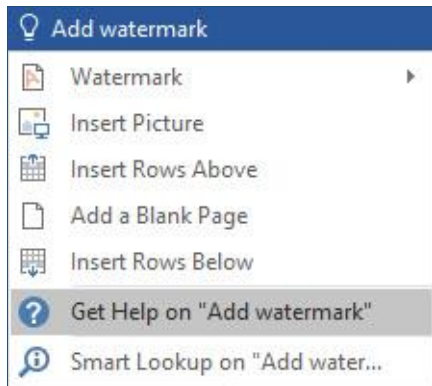 Add watermark
Watermark
Insert Picture
Insert Rows Above
Add a Blank Page
Insert Rows Below
Get Help on "Add watermark"
Smart Lookup on "Add water...